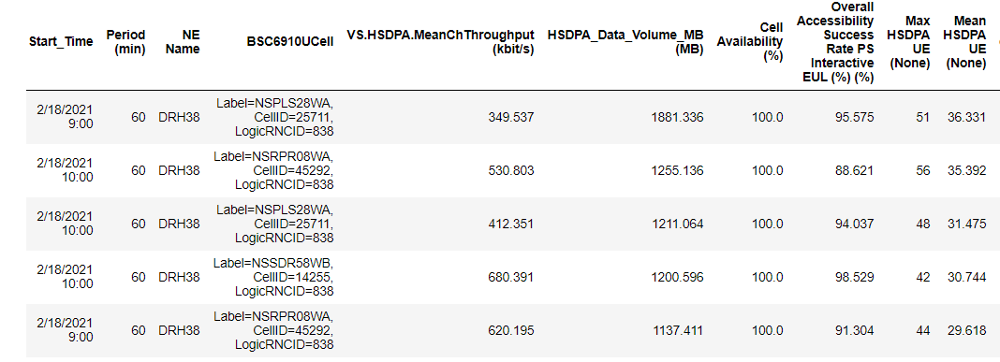 Start_Time Period (min) NE Name BSC6910UCell VS.HSDPA.MeanChThroughput (kbit/s) HSDPA_Data_Volume_MB (MB) Cell Availability (%) Overall Accessibility Success Rate PS Interactive EUL (%) (%) Max HSDPA UE (None) Mean HSDPA UE (None)
2/18/2021 9:00 60 DRH38 Label=NSPLS28WA, CellID=25711, LogicRNCID=838 349.537 1881.336 100.0 95.575 51 36.331
2/18/2021 10:00 60 DRH38 Label=NSRPR08WA, CellID=45292, LogicRNCID=838 530.803 1255.136 100.0 88.621 56 35.392
2/18/2021 10:00 60 DRH38 Label=NSPLS28WA, CellID=25711, LogicRNCID=838 412.351 1211.064 100.0 94.037 48 31.475
2/18/2021 10:00 60 DRH38 Label=NSSDR58WB, CellID=14255, LogicRNCID=838 680.391 1200.596 100.0 98.529 42 30.744
2/18/2021 9:00 60 DRH38 Label=NSRPR08WA, CellID=45292, LogicRNCID=838 620.195 1137.411 100.0 91.304 44 29.618